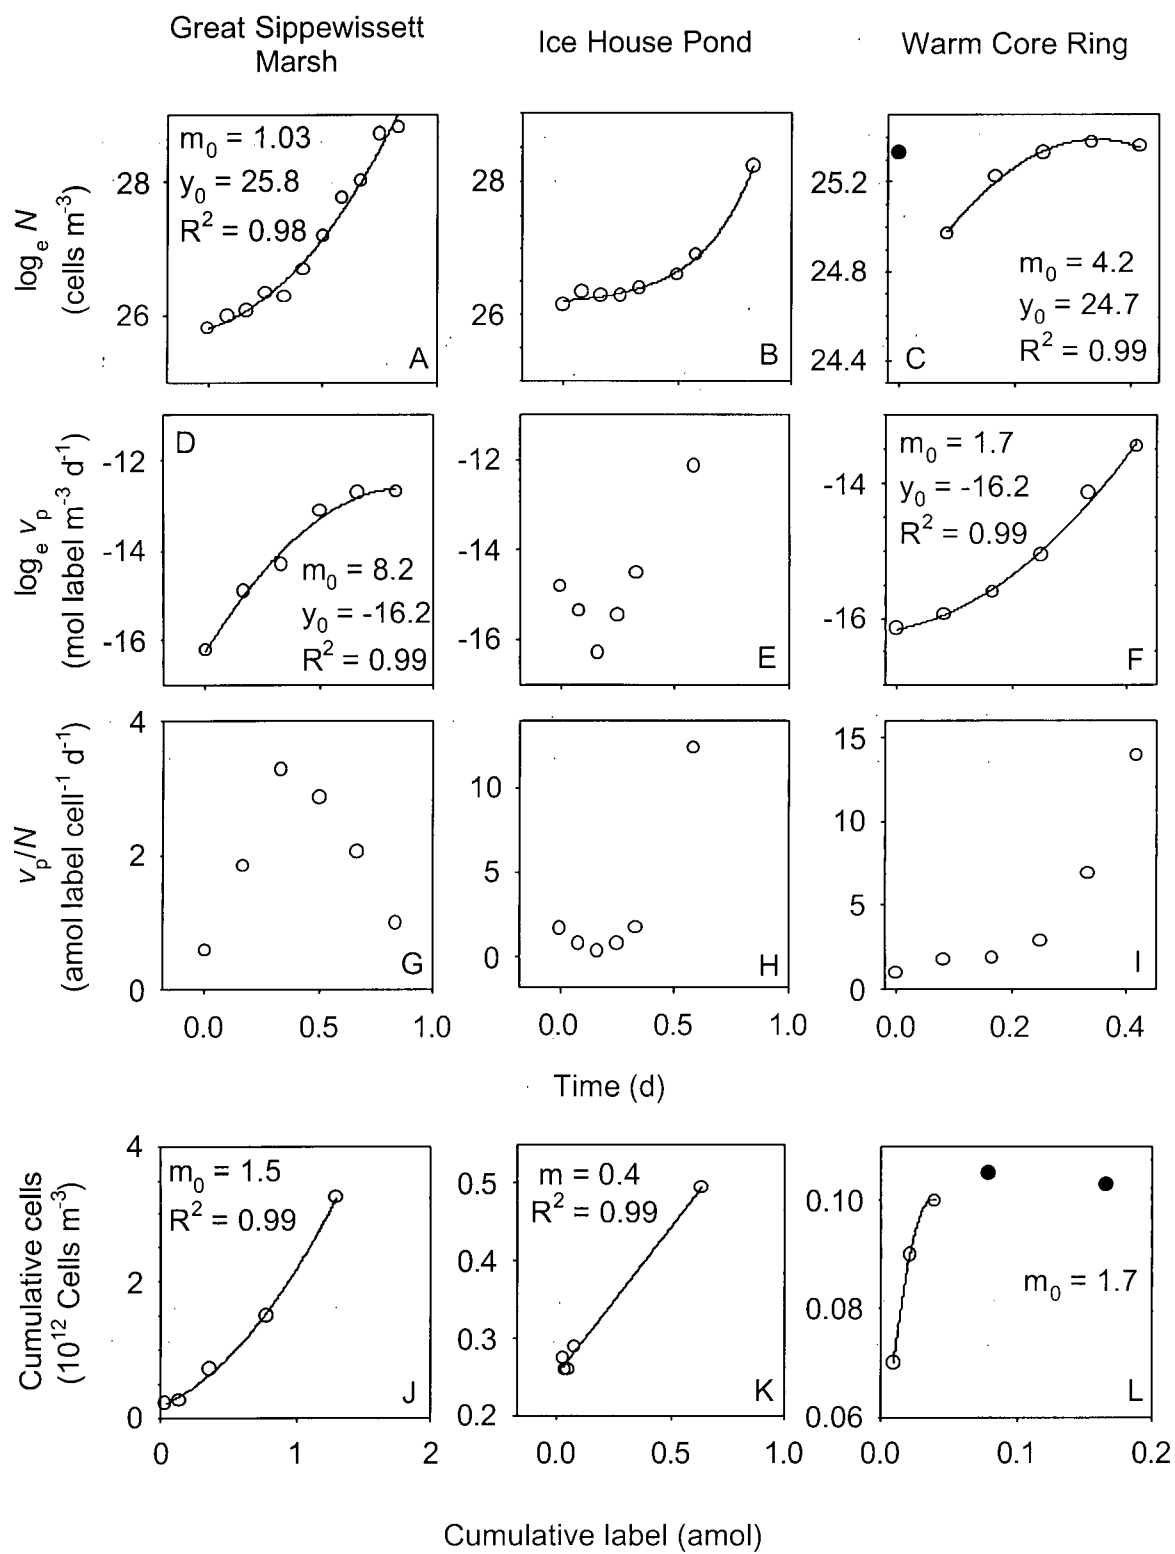 Great Sippewissett
Marsh
Ice House Pond
Warm Core Ring
logₑ N
(cells m⁻³)
28
26
m₀ = 1.03
y₀ = 25.8
R² = 0.98
A
28
26
B
25.2
24.8
24.4
m₀ = 4.2
y₀ = 24.7
R² = 0.99
C
logₑ vₚ
(mol label m⁻³ d⁻¹)
-12
-14
-16
D
m₀ = 8.2
y₀ = -16.2
R² = 0.99
-12
-14
-16
E
-14
-16
m₀ = 1.7
y₀ = -16.2
R² = 0.99
F
vₚ/N
(amol label cell⁻¹ d⁻¹)
4
2
0
G
0.0 0.5 1.0
10
5
0
H
0.0 0.5 1.0
15
10
5
0
I
0.0 0.2 0.4
Time (d)
Cumulative cells
(10¹² Cells m⁻³)
4
2
0
m₀ = 1.5
R² = 0.99
J
0 1 2
0.5
0.4
0.3
0.2
m = 0.4
R² = 0.99
K
0.0 0.5 1.0
0.10
0.08
0.06
m₀ = 1.7
L
0.0 0.1 0.2
Cumulative label (amol)